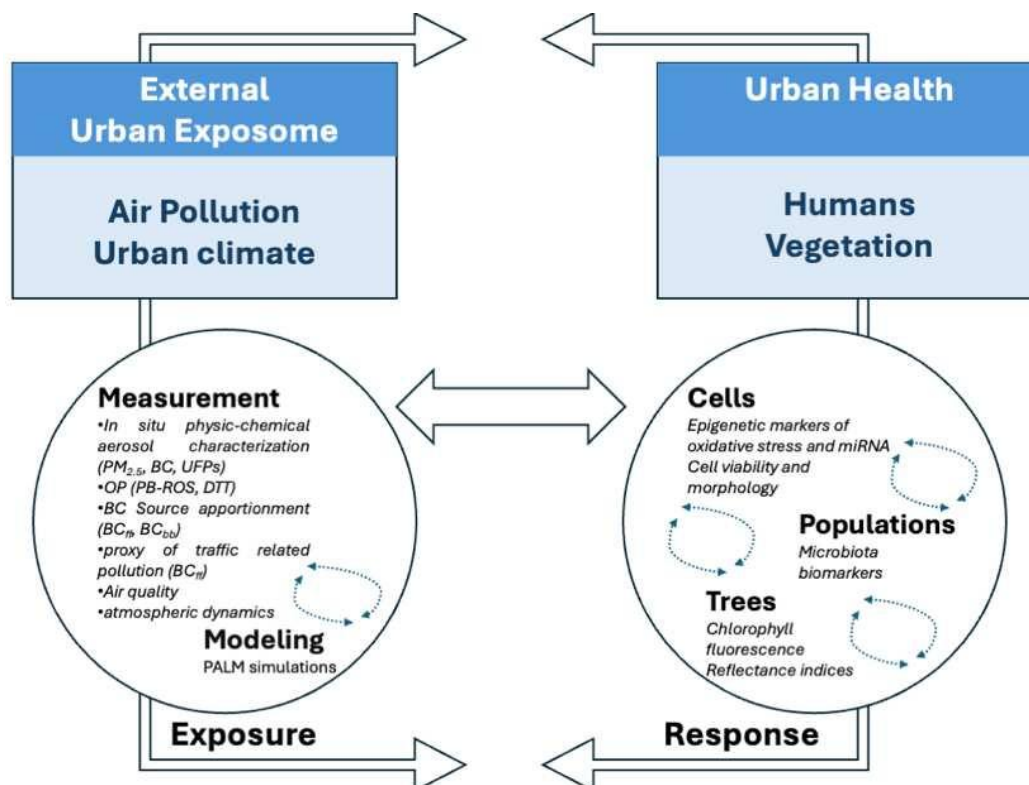 External
Urban Exposome
Air Pollution
Urban climate
Measurement
•In situ physic-chemical
aerosol characterization
(PM2.5, BC, UFPs)
•OP (PB-ROS, DTT)
•BC Source apportionment
(BCff, BCbb)
•proxy of traffic related
pollution (BCff)
•Air quality
•atmospheric dynamics
Modeling
PALM simulations
Exposure
Urban Health
Humans
Vegetation
Cells
Epigenetic markers of
oxidative stress and miRNA
Cell viability and
morphology
Populations
Microbiota
biomarkers
Trees
Chlorophyll
fluorescence
Reflectance indices
Response